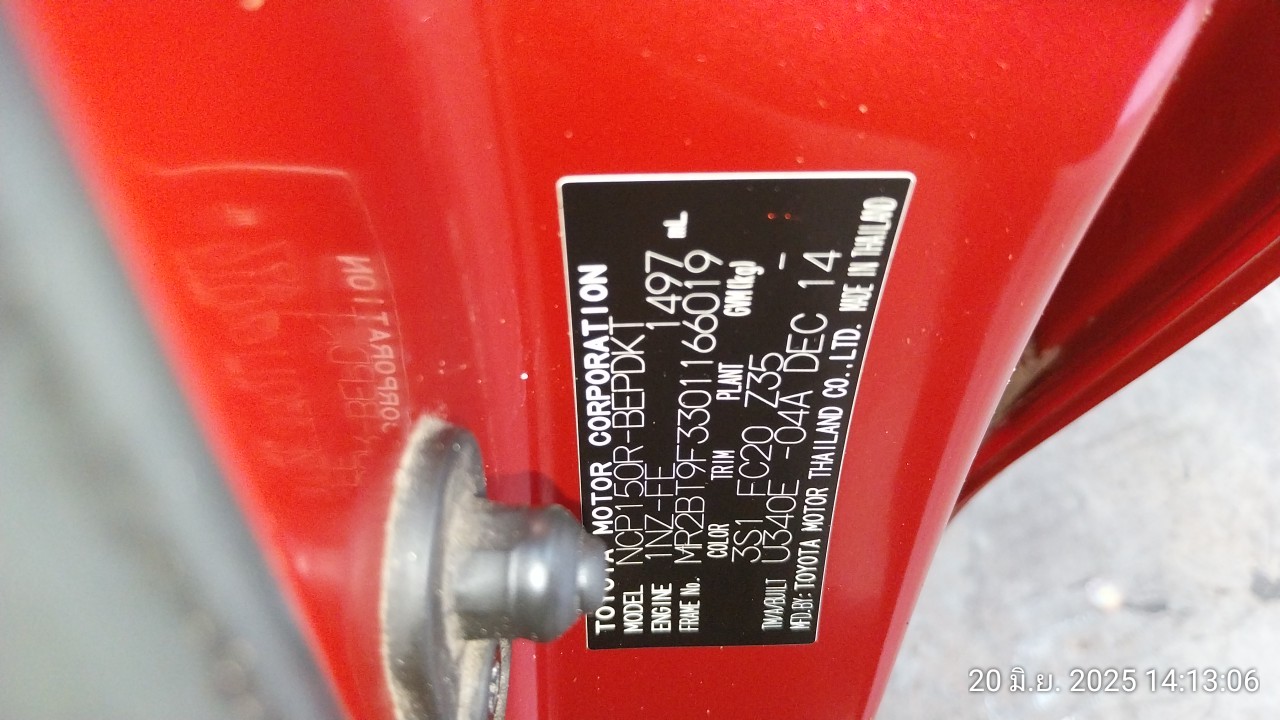 TOYOTA MOTOR CORPORATION
MODEL NCP150R-BEPDKT
ENGINE 1NZ-FE 1497 mL
FRAME No. MR2BT9F3301166019
COLOR TRIM PLANT GVM(kg)
3S1 FC20 Z35 -
T/M/A/BUILT U340E -04A DEC 14
MFD.BY:TOYOTA MOTOR THAILAND CO.,LTD. MADE IN THAILAND
20 มิ.ย. 2025 14:13:06